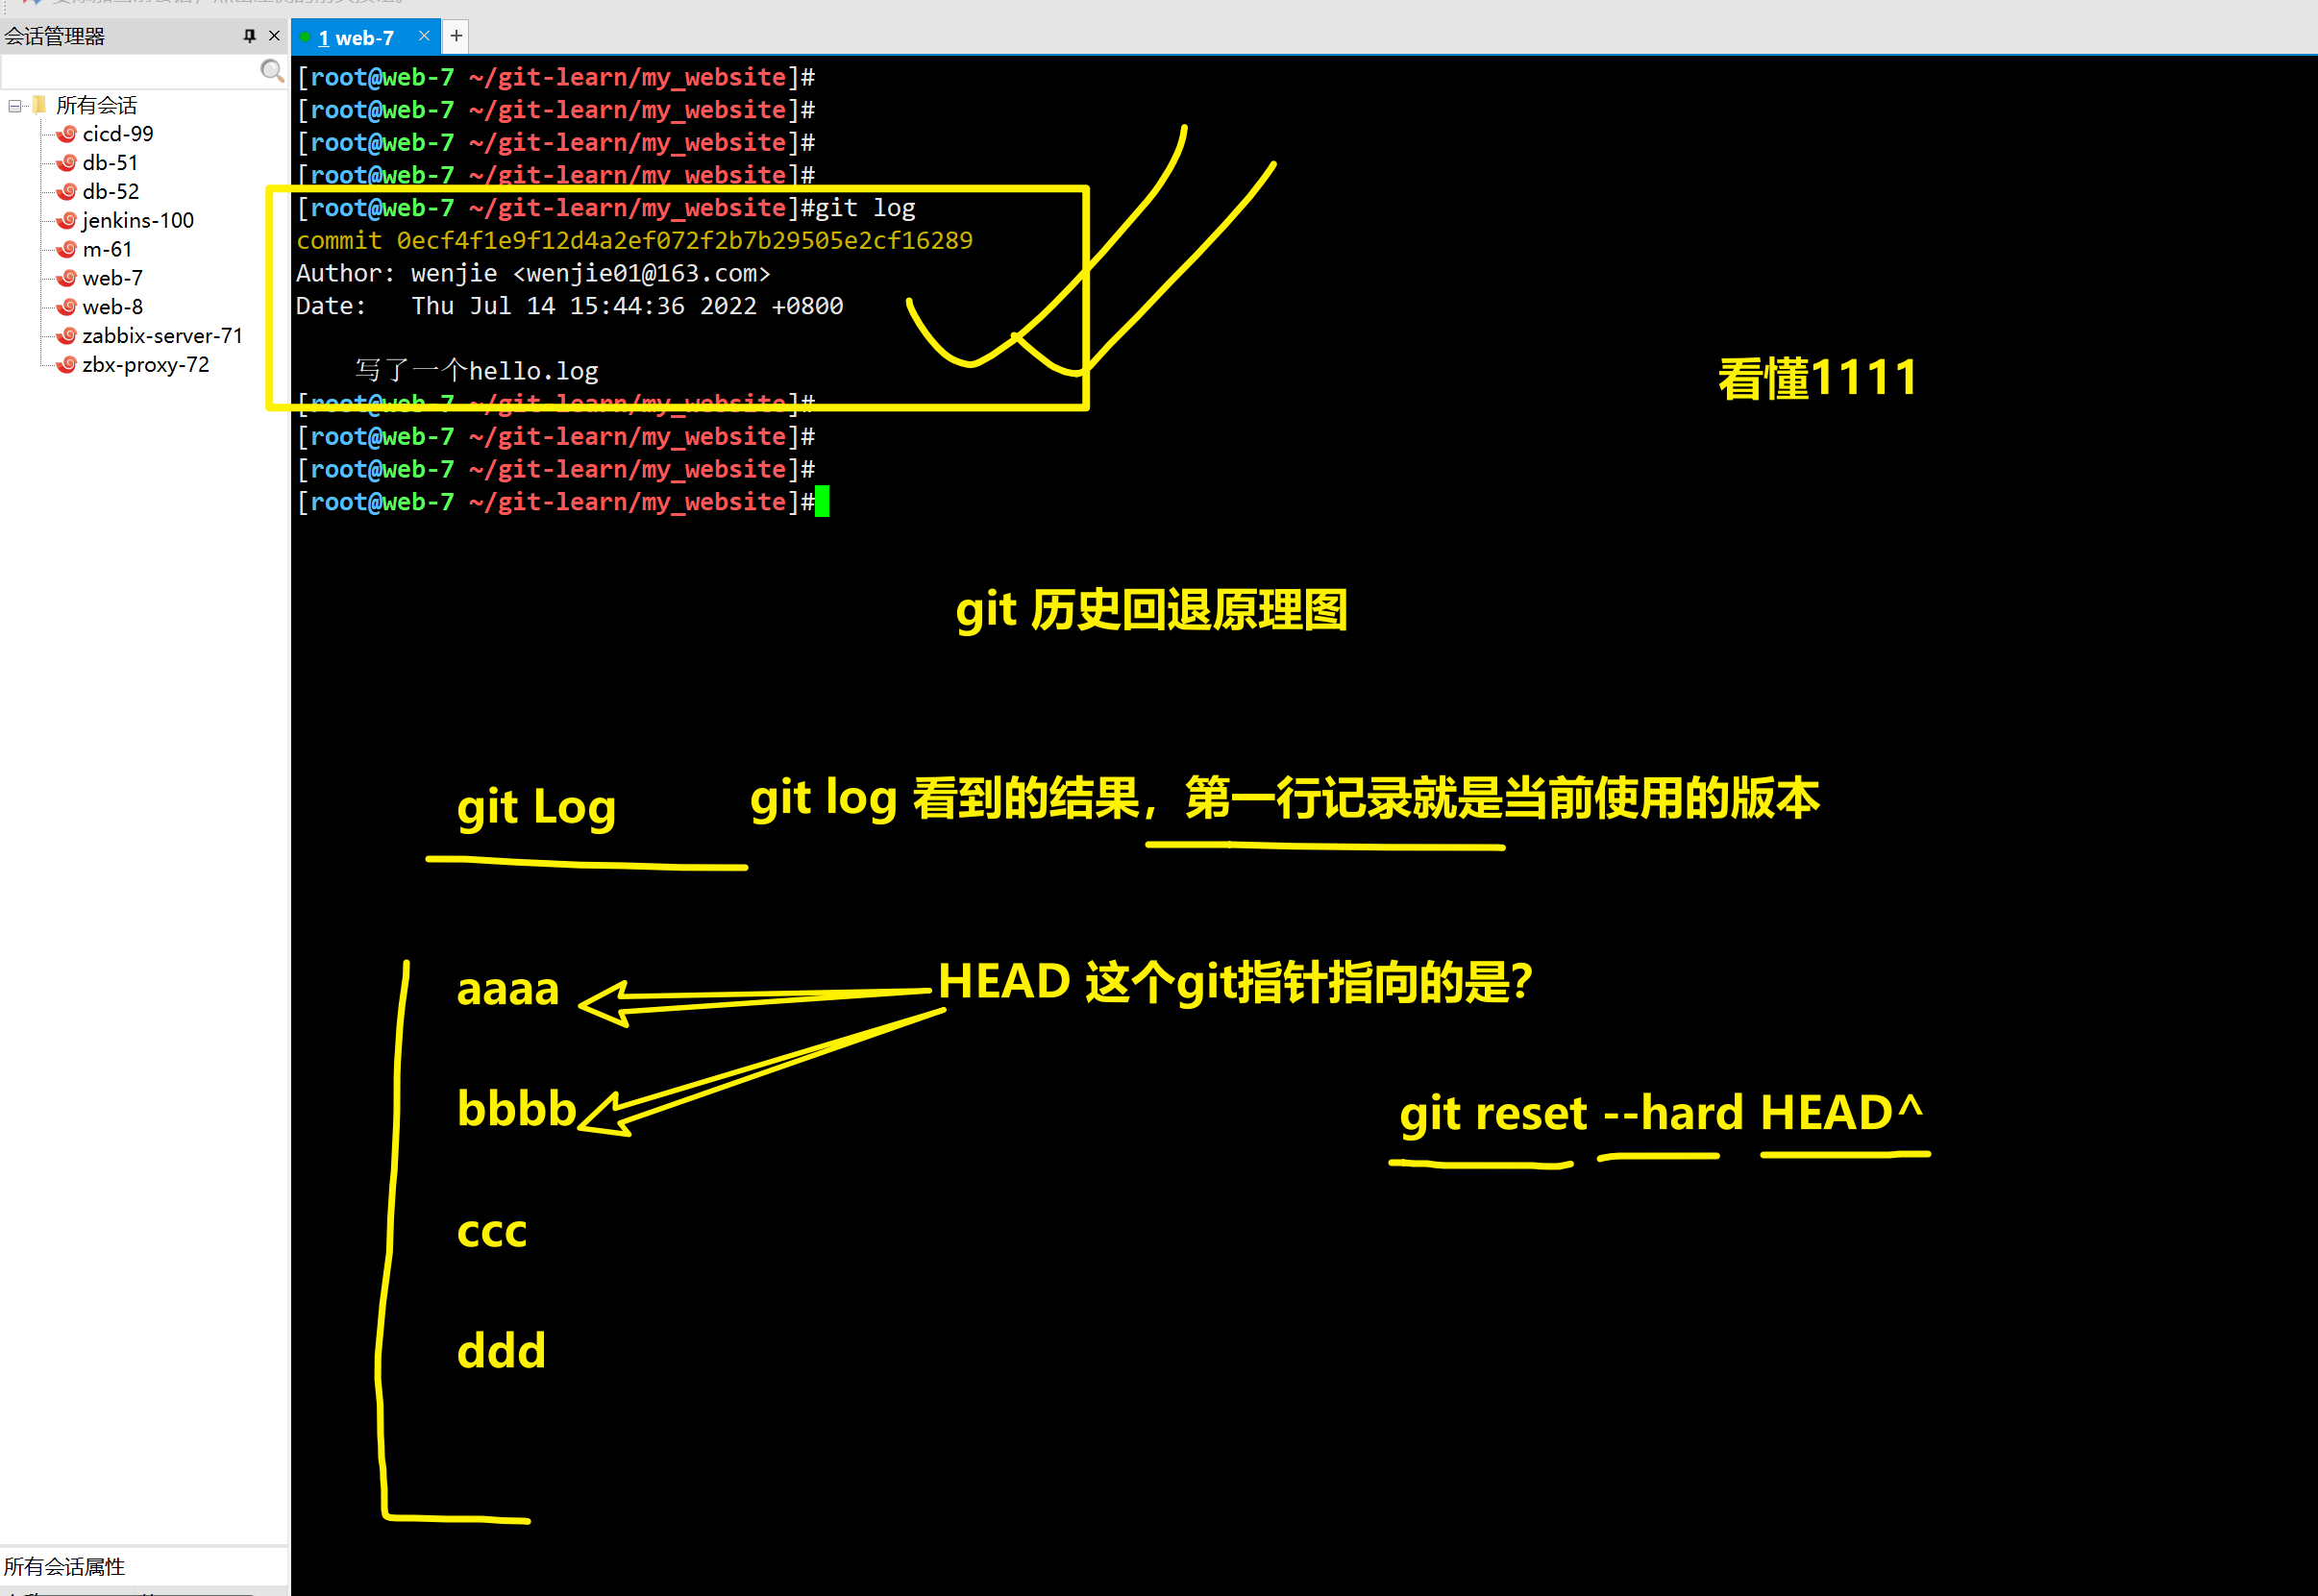 会话管理器
1 web-7
所有会话
cicd-99
db-51
db-52
jenkins-100
m-61
web-7
web-8
zabbix-server-71
zbx-proxy-72
[root@web-7 ~/git-learn/my_website]#
[root@web-7 ~/git-learn/my_website]#
[root@web-7 ~/git-learn/my_website]#
[root@web-7 ~/git-learn/my_website]#
[root@web-7 ~/git-learn/my_website]#git log
commit 0ecf4f1e9f12d4a2ef072f2b7b29505e2cf16289
Author: wenjie <wenjie01@163.com>
Date:   Thu Jul 14 15:44:36 2022 +0800
写了一个hello.log
[root@web-7 ~/git-learn/my_website]#
[root@web-7 ~/git-learn/my_website]#
[root@web-7 ~/git-learn/my_website]#
[root@web-7 ~/git-learn/my_website]#
看懂1111
git 历史回退原理图
git Log
git log 看到的结果，第一行记录就是当前使用的版本
aaaa
HEAD 这个git指针指向的是?
bbbb
git reset --hard HEAD^
ccc
ddd
所有会话属性